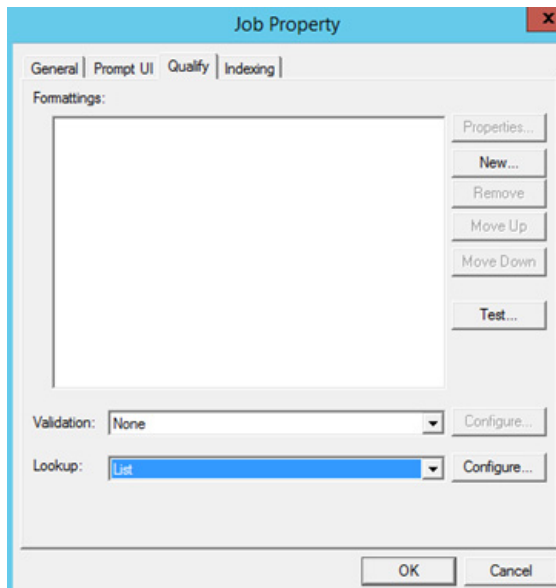 Job Property
x
General Prompt UI Qualify Indexing
Formattings:
Properties...
New...
Remove
Move Up
Move Down
Test...
Validation: None Configure...
Lookup: List Configure...
OK Cancel